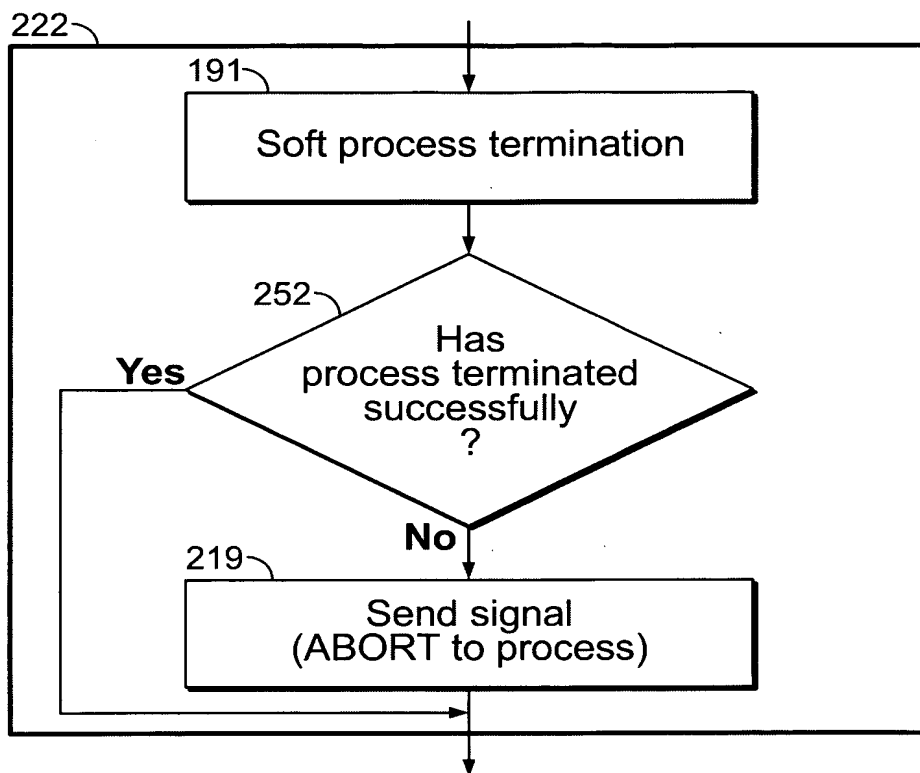 222
191
Soft process termination
252
Has
process terminated
successfully
?
Yes
No
219
Send signal
(ABORT to process)